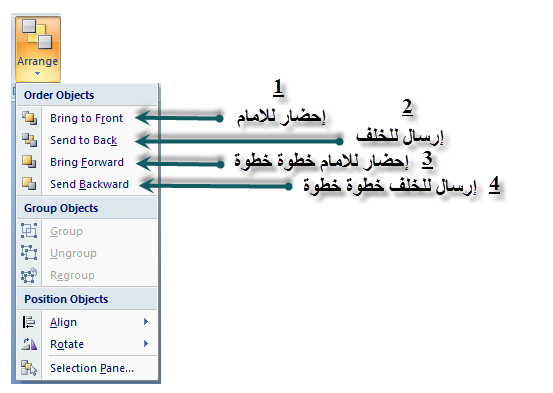 Arrange
Order Objects
1
Bring to Front إحضار للامام
2
Send to Back إرسال للخلف
Bring Forward إحضار للامام خطوة خطوة 3
Send Backward إرسال للخلف خطوة خطوة 4
Group Objects
Group
Ungroup
Regroup
Position Objects
Align
Rotate
Selection Pane...